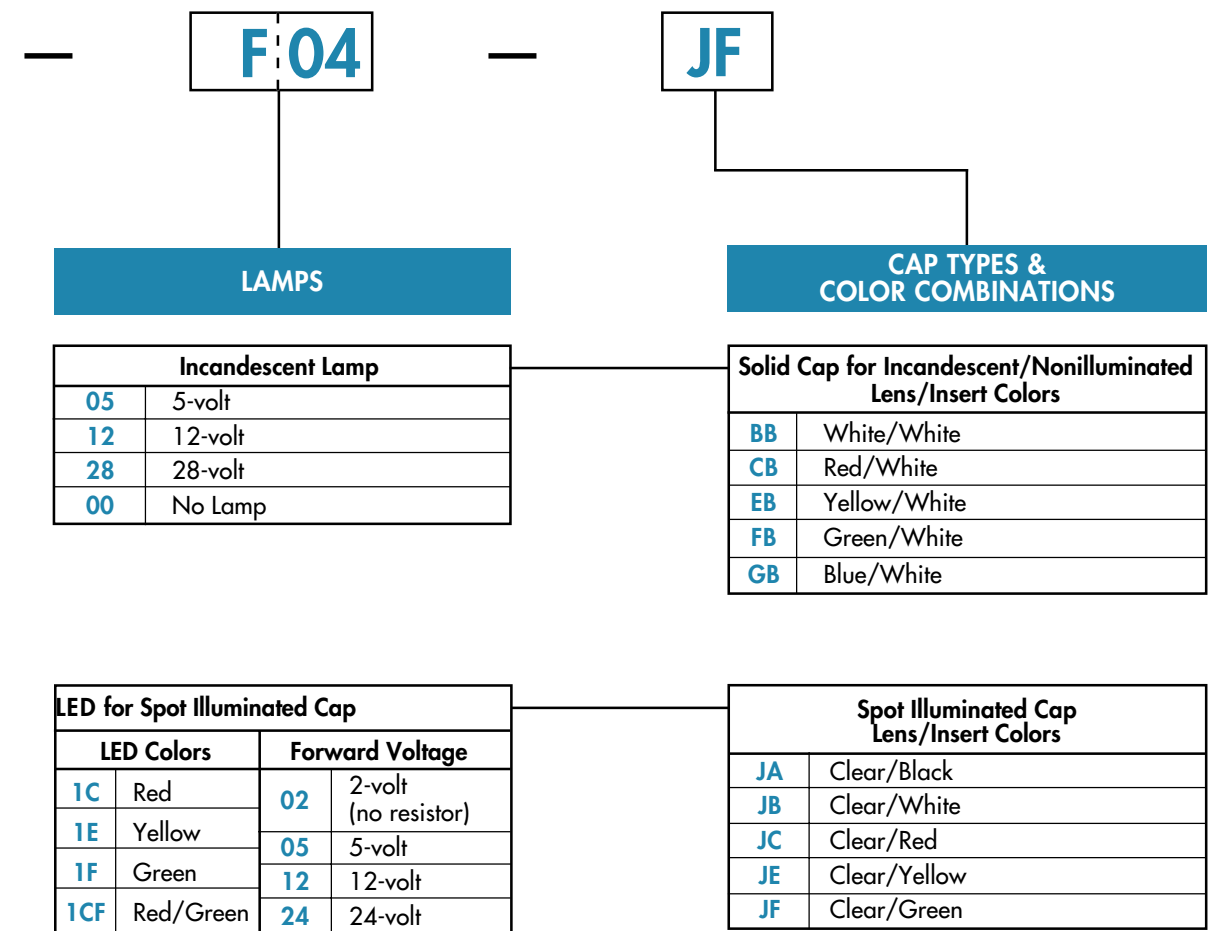 — F 04 — JF
LAMPS
CAP TYPES &
COLOR COMBINATIONS
Incandescent Lamp
05 5-volt
12 12-volt
28 28-volt
00 No Lamp
Solid Cap for Incandescent/Nonilluminated
Lens/Insert Colors
BB White/White
CB Red/White
EB Yellow/White
FB Green/White
GB Blue/White
LED for Spot Illuminated Cap
LED Colors
1C Red
1E Yellow
1F Green
1CF Red/Green
Forward Voltage
02 2-volt
(no resistor)
05 5-volt
12 12-volt
24 24-volt
Spot Illuminated Cap
Lens/Insert Colors
JA Clear/Black
JB Clear/White
JC Clear/Red
JE Clear/Yellow
JF Clear/Green